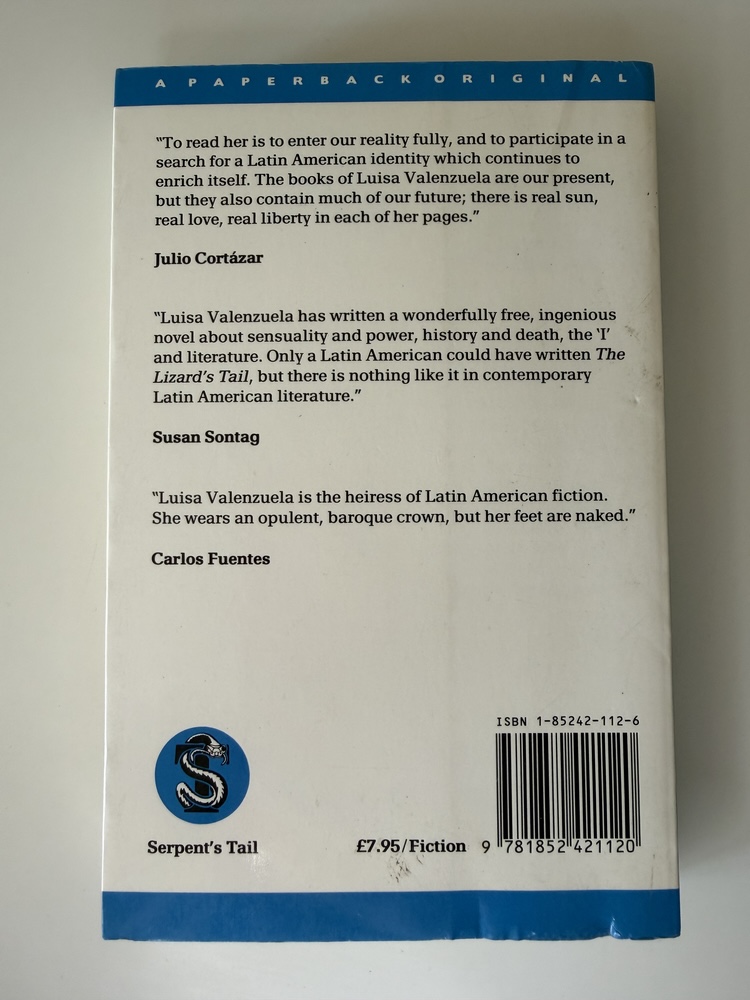 A PAPERBACK ORIGINAL
"To read her is to enter our reality fully, and to participate in a
search for a Latin American identity which continues to
enrich itself. The books of Luisa Valenzuela are our present,
but they also contain much of our future; there is real sun,
real love, real liberty in each of her pages."
Julio Cortázar
"Luisa Valenzuela has written a wonderfully free, ingenious
novel about sensuality and power, history and death, the 'I'
and literature. Only a Latin American could have written The
Lizard's Tail, but there is nothing like it in contemporary
Latin American literature."
Susan Sontag
"Luisa Valenzuela is the heiress of Latin American fiction.
She wears an opulent, baroque crown, but her feet are naked."
Carlos Fuentes
ISBN 1-85242-112-6
Serpent's Tail
£7.95/Fiction
9 781852 421120